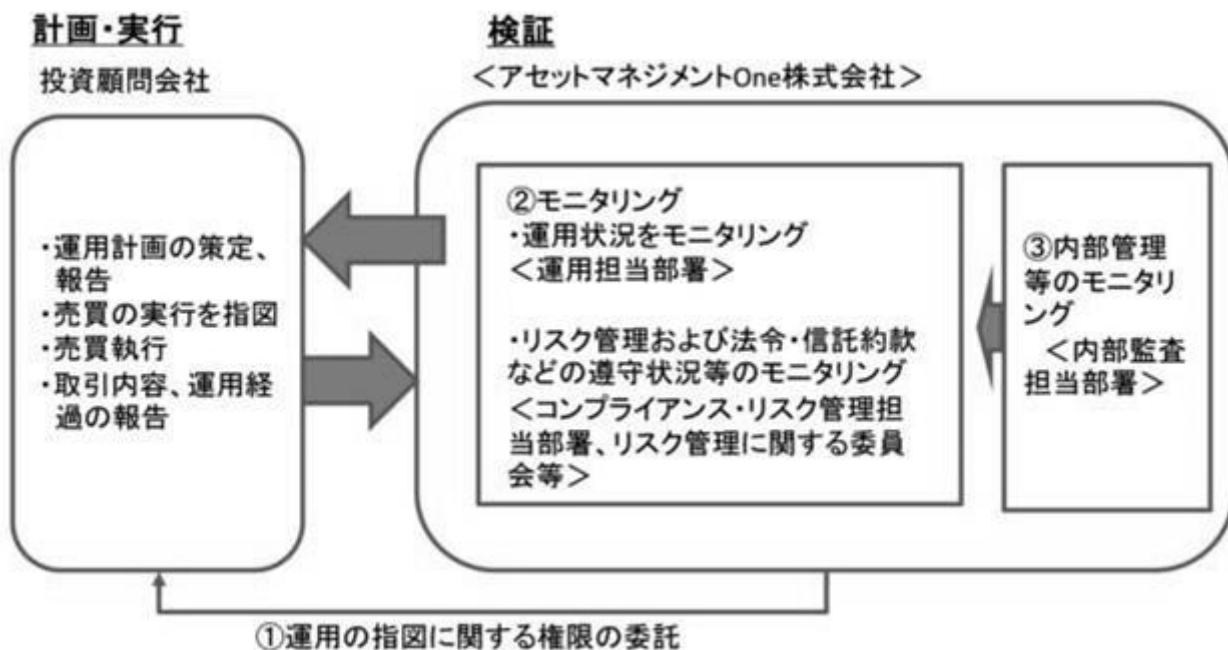 計画・実行
投資顧問会社
・運用計画の策定、
報告
・売買の実行を指図
・売買執行
・取引内容、運用経
過の報告
検証
＜アセットマネジメントOne株式会社＞
②モニタリング
・運用状況をモニタリング
＜運用担当部署＞
・リスク管理および法令・信託約款
などの遵守状況等のモニタリング
＜コンプライアンス・リスク管理担
当部署、リスク管理に関する委員
会等＞
③内部管理
等のモニタリ
ング
＜内部監査
担当部署＞
①運用の指図に関する権限の委託